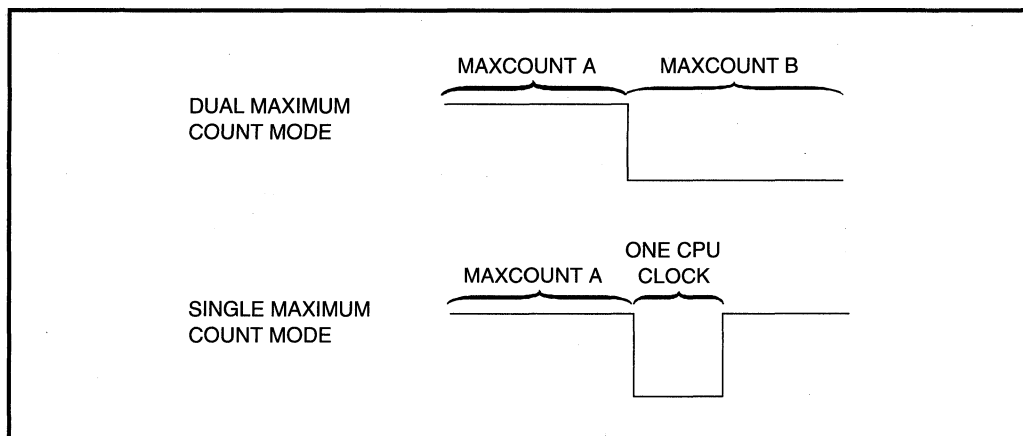 MAXCOUNT A
MAXCOUNT B
DUAL MAXIMUM
COUNT MODE
ONE CPU
CLOCK
MAXCOUNT A
SINGLE MAXIMUM
COUNT MODE